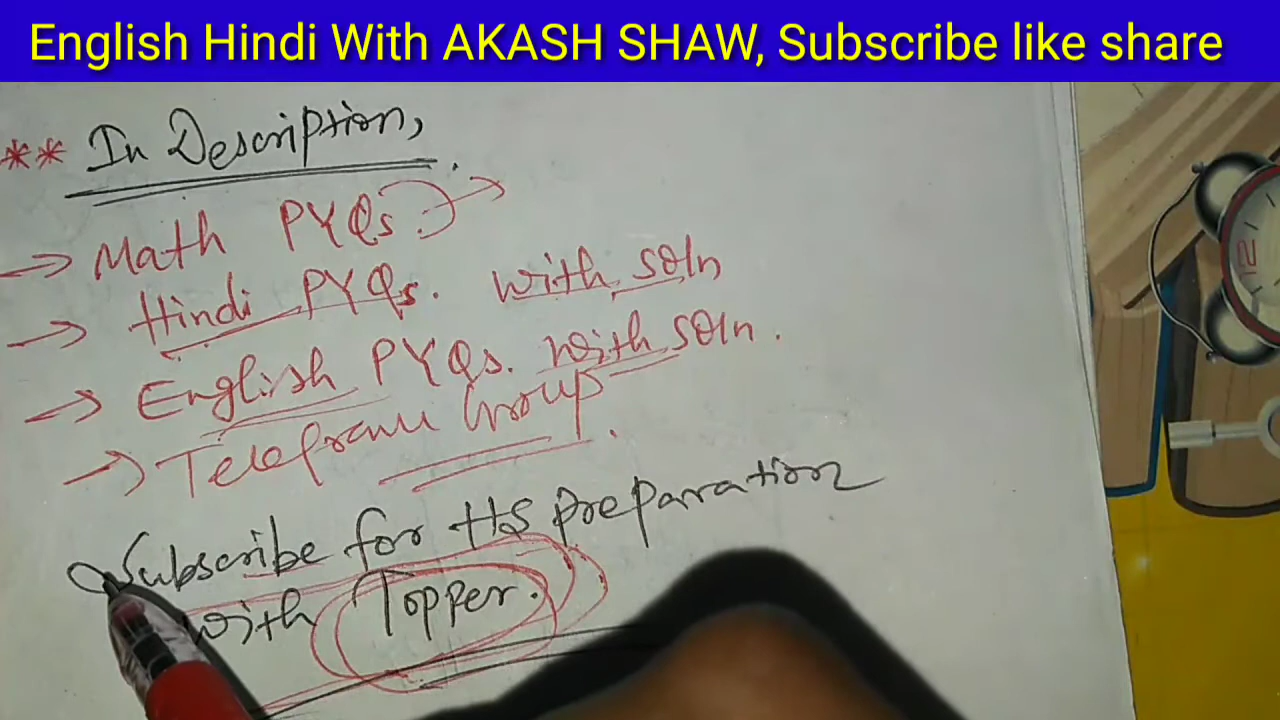 English Hindi With AKASH SHAW, Subscribe like share
** In Description,
→ Math PYQs. →
→ Hindi PYQs. with soln
→ English PYQs. with soln.
→ Telegram Group.
Subscribe for HS preparation
with Topper.
12